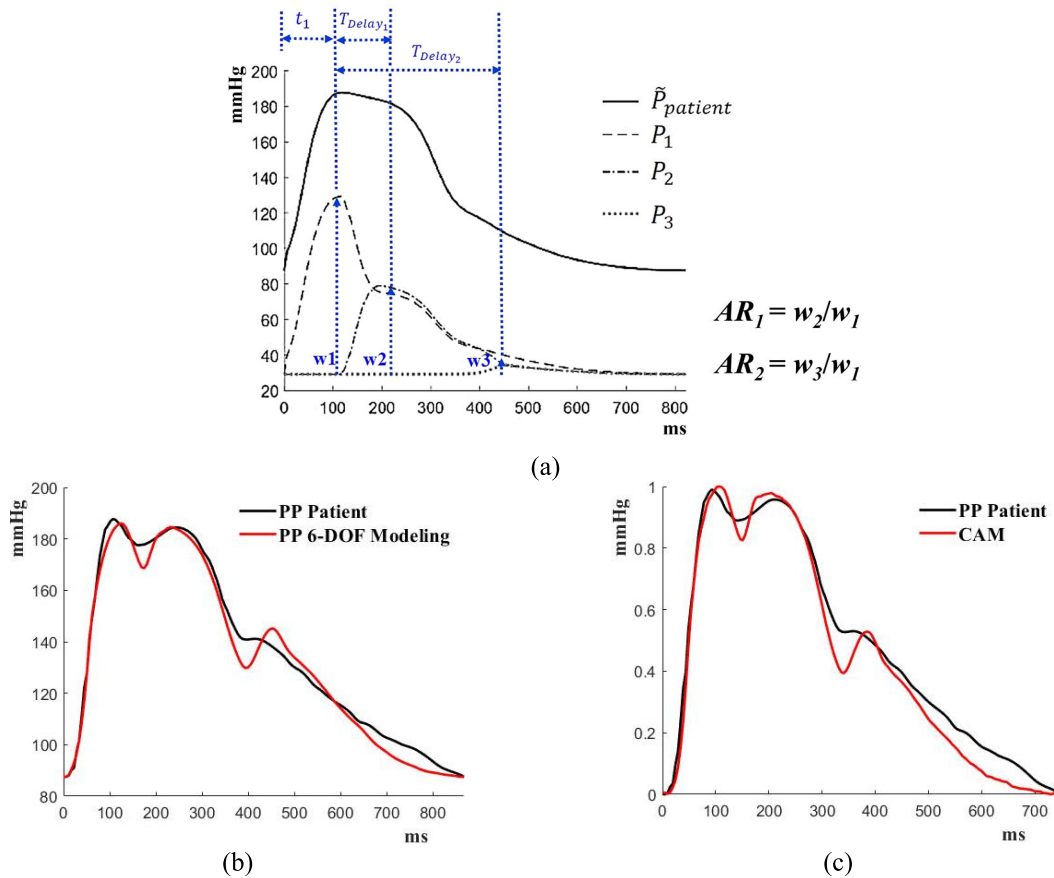 t₁
T_Delay₁
T_Delay₂
mmHg
200
180
160
140
120
100
80
60
40
20
0 100 200 300 400 500 600 700 800
ms
w1 w2 w3
P̃_patient
P₁
P₂
P₃
AR₁ = w₂/w₁
AR₂ = w₃/w₁
(a)
mmHg
200
180
160
140
120
100
80
0 100 200 300 400 500 600 700 800
ms
PP Patient
PP 6-DOF Modeling
(b)
mmHg
1
0.8
0.6
0.4
0.2
0
0 100 200 300 400 500 600 700
ms
PP Patient
CAM
(c)